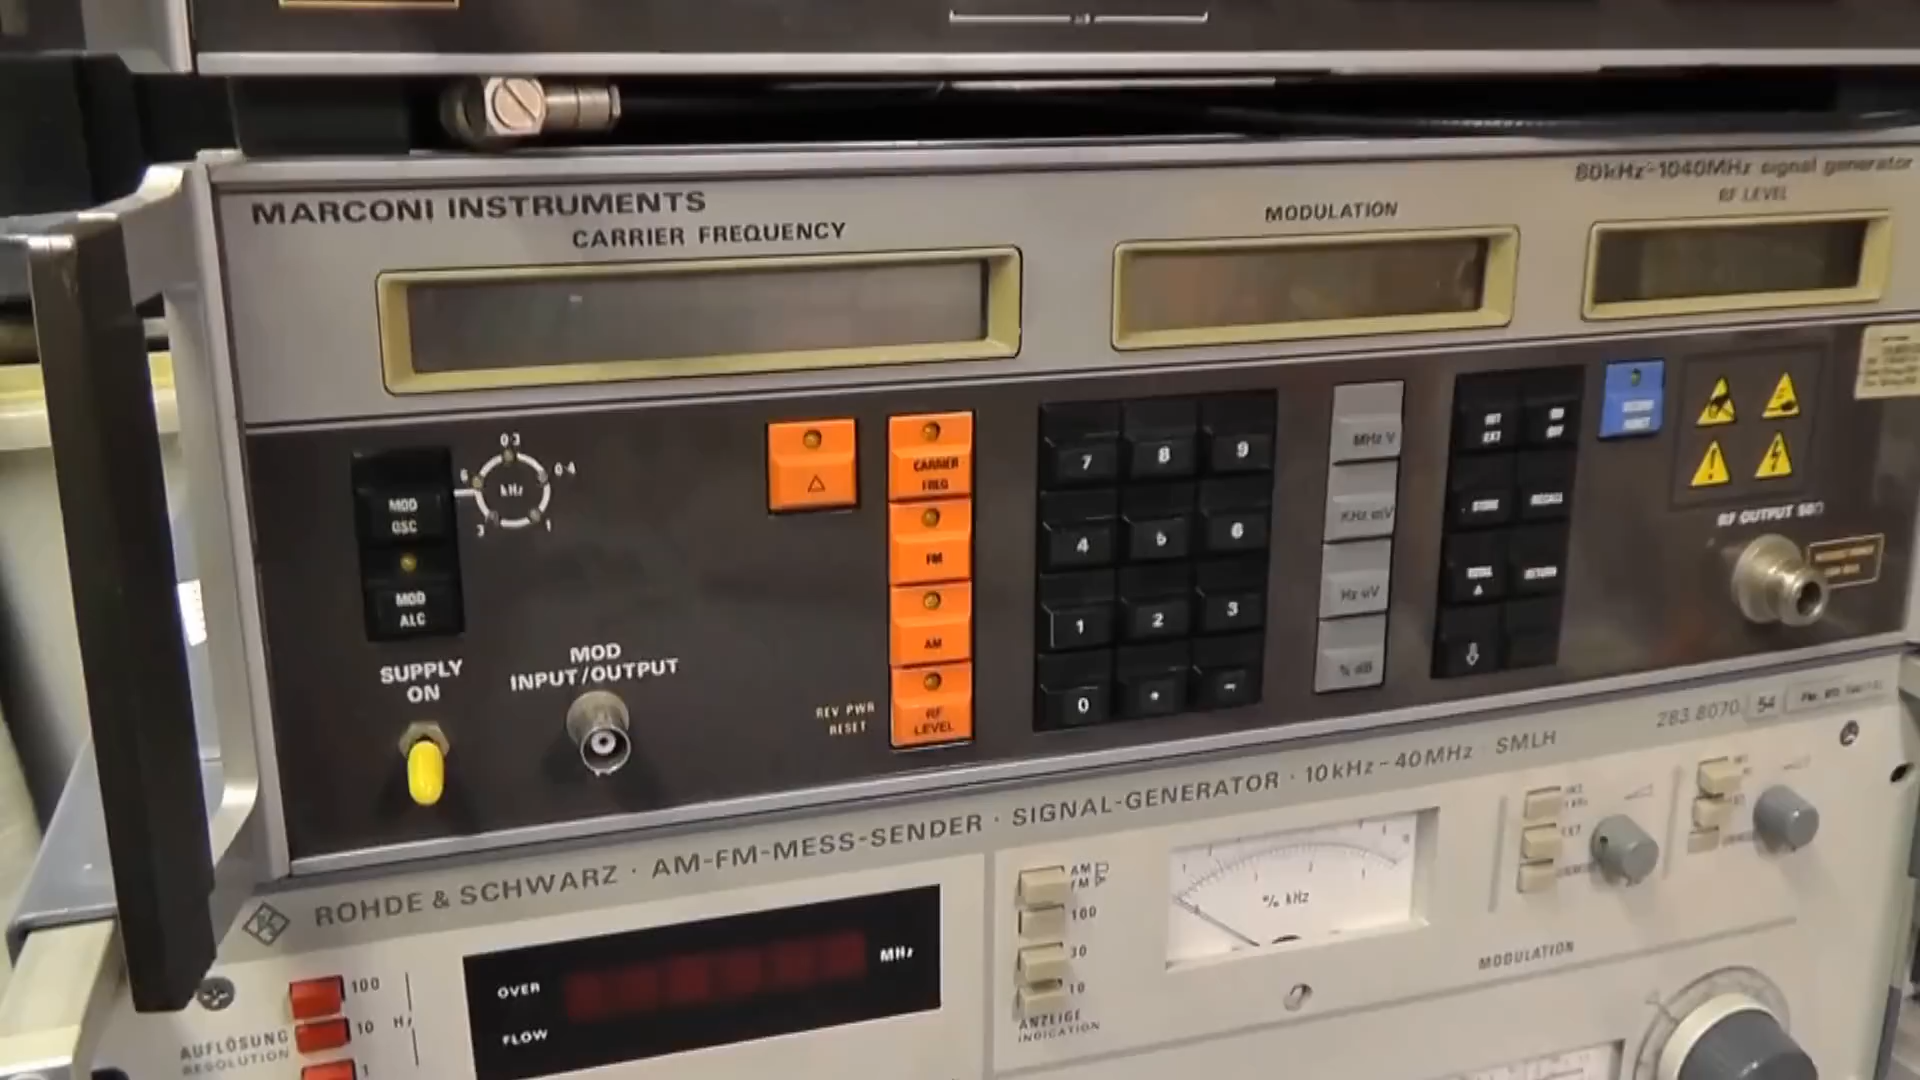 80kHz-1040MHz signal generator
MARCONI INSTRUMENTS
CARRIER FREQUENCY
MODULATION
RF LEVEL
MOD
OSC
MOD
ALC
0·3
0·4
1
3
6
kHz
△
CARRIER
FREQ
FM
AM
RF
LEVEL
REV PWR
RESET
7 8 9
4 5 6
1 2 3
0 • −
MHz V
KHz mV
Hz uV
% dB
INT
EXT
STORE
RECALL
RETURN
RF OUTPUT 50Ω
SUPPLY
ON
MOD
INPUT/OUTPUT
283.8070 54
ROHDE & SCHWARZ · AM-FM-MESS-SENDER · SIGNAL-GENERATOR · 10kHz-40MHz · SMLH
100
10 Hz
1
AUFLÖSUNG
RESOLUTION
OVER
FLOW
MHz
AM
FM
100
30
10
ANZEIGE
INDICATION
% kHz
EXT
MODULATION